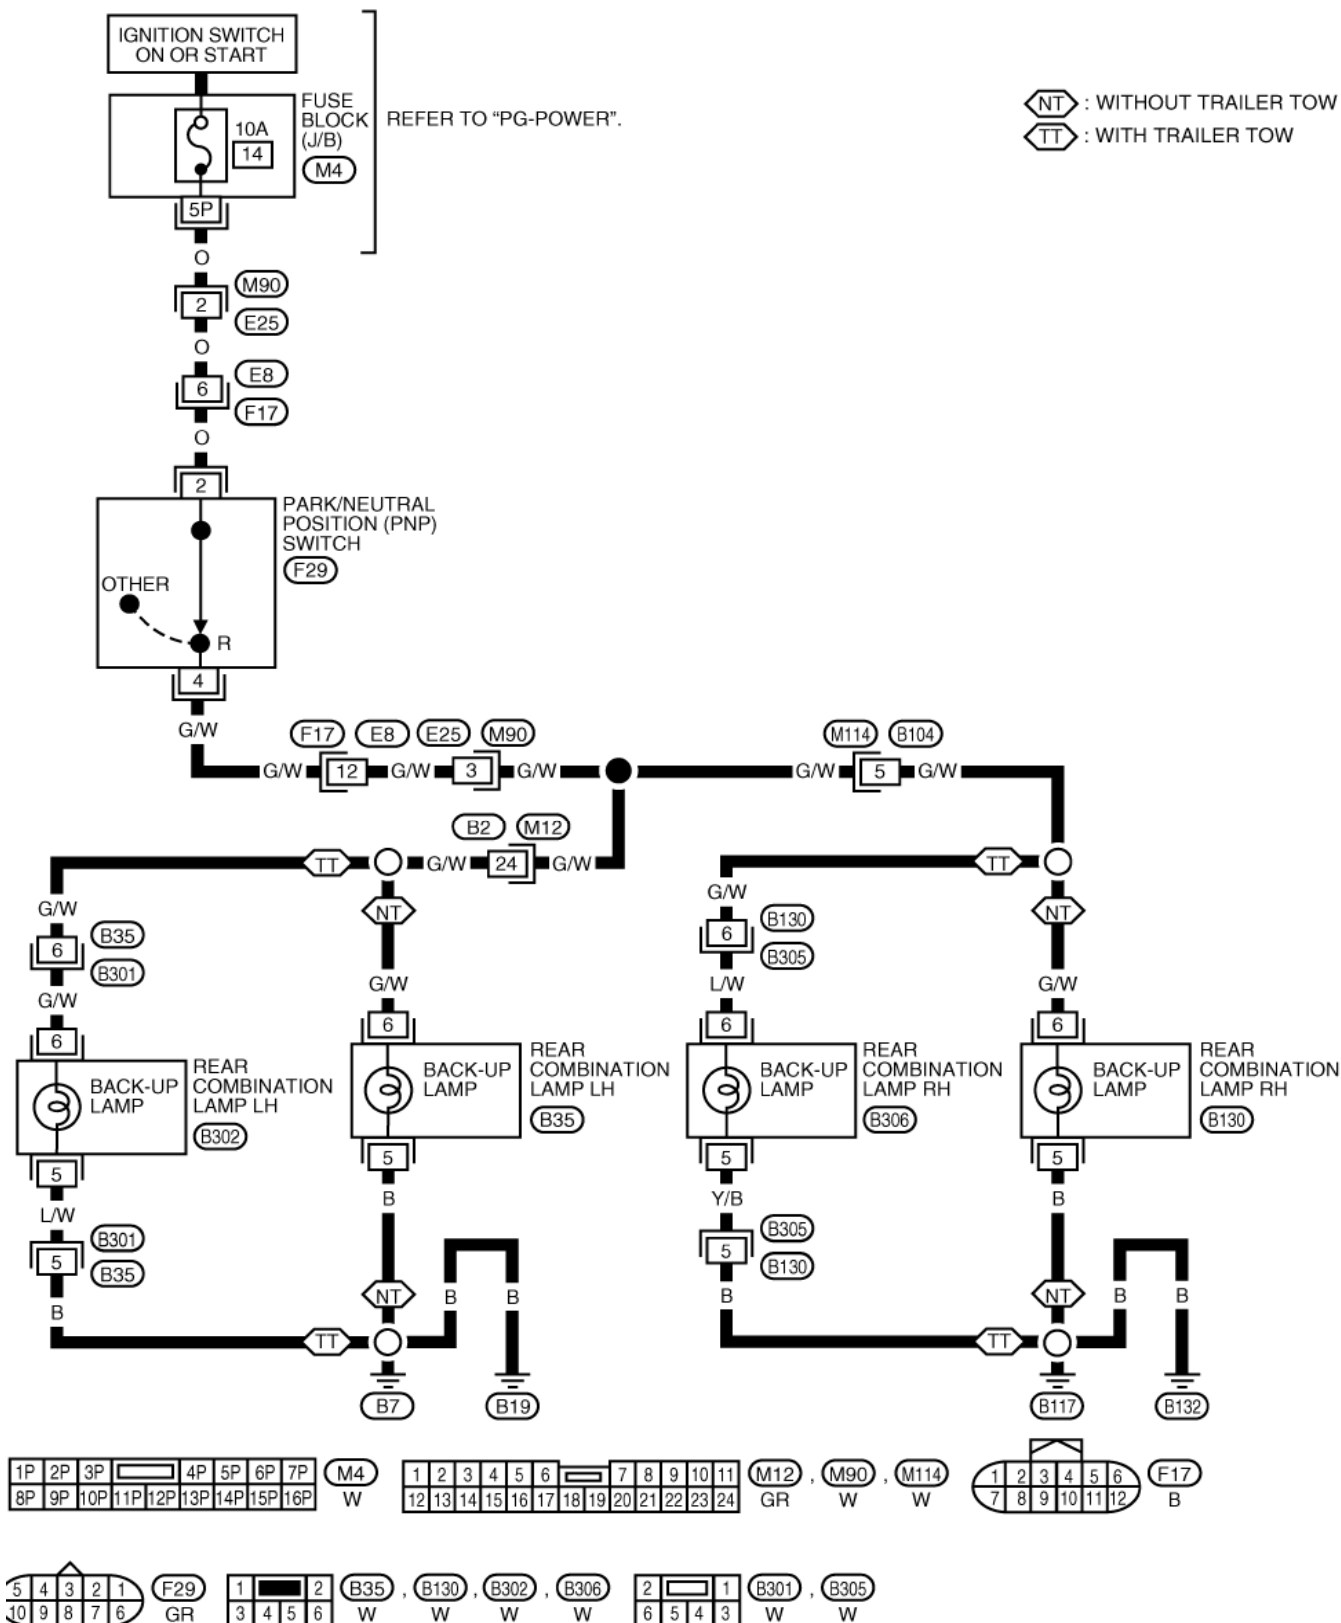 IGNITION SWITCH
ON OR START
FUSE
BLOCK
(J/B)
M4
10A
14
REFER TO “PG-POWER”.
NT : WITHOUT TRAILER TOW
TT : WITH TRAILER TOW
5P
O
M90
2
E25
O
E8
6
F17
O
2
PARK/NEUTRAL
POSITION (PNP)
SWITCH
F29
OTHER
R
4
G/W
F17 E8 E25 M90 M114 B104
G/W 12 G/W 3 G/W G/W 5 G/W
B2 M12
TT G/W 24 G/W TT
G/W NT G/W NT
6 B35 6 B130
B301 B305
G/W G/W L/W G/W
6 6 6 6
BACK-UP
LAMP
REAR
COMBINATION
LAMP LH
B302
BACK-UP
LAMP
REAR
COMBINATION
LAMP LH
B35
BACK-UP
LAMP
REAR
COMBINATION
LAMP RH
B306
BACK-UP
LAMP
REAR
COMBINATION
LAMP RH
B130
5 5 5 5
L/W B Y/B B
B301 B305
5 5
B35 B130
B NT B B B NT B B
TT TT
B7 B19 B117 B132
1P 2P 3P 4P 5P 6P 7P M4
8P 9P 10P 11P 12P 13P 14P 15P 16P W
1 2 3 4 5 6 7 8 9 10 11 M12 , M90 , M114
12 13 14 15 16 17 18 19 20 21 22 23 24 GR W W
1 2 3 4 5 6 F17
7 8 9 10 11 12 B
5 4 3 2 1 F29
10 9 8 7 6 GR
1 2 B35 , B130 , B302 , B306
3 4 5 6 W W W W
2 1 B301 , B305
6 5 4 3 W W